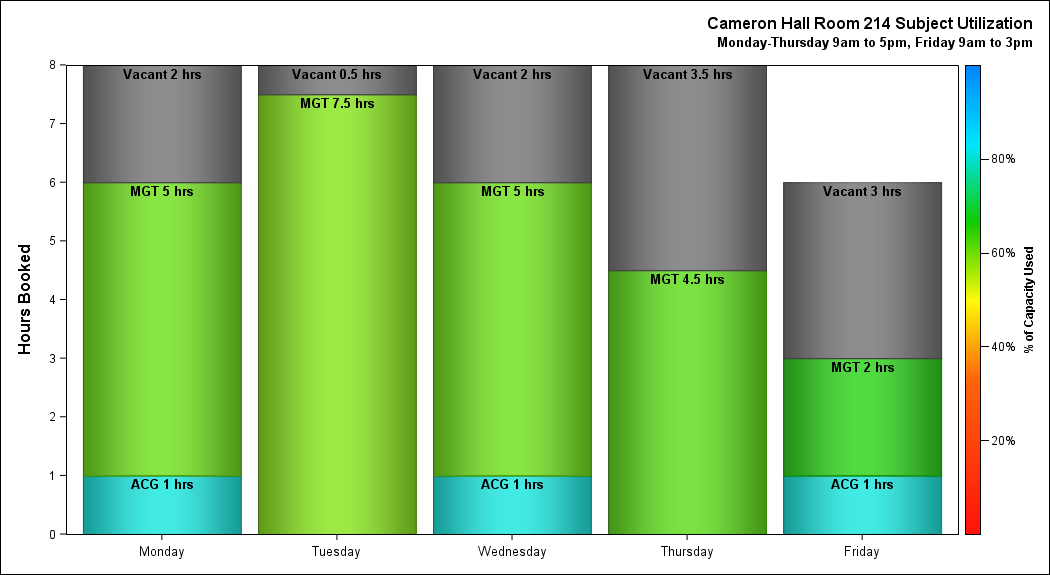 Cameron Hall Room 214 Subject Utilization
Monday-Thursday 9am to 5pm, Friday 9am to 3pm
Hours Booked
8
7
6
5
4
3
2
1
0
Vacant 2 hrs
MGT 5 hrs
ACG 1 hrs
Vacant 0.5 hrs
MGT 7.5 hrs
Vacant 2 hrs
MGT 5 hrs
ACG 1 hrs
Vacant 3.5 hrs
MGT 4.5 hrs
Vacant 3 hrs
MGT 2 hrs
ACG 1 hrs
Monday
Tuesday
Wednesday
Thursday
Friday
80%
60%
40%
20%
% of Capacity Used